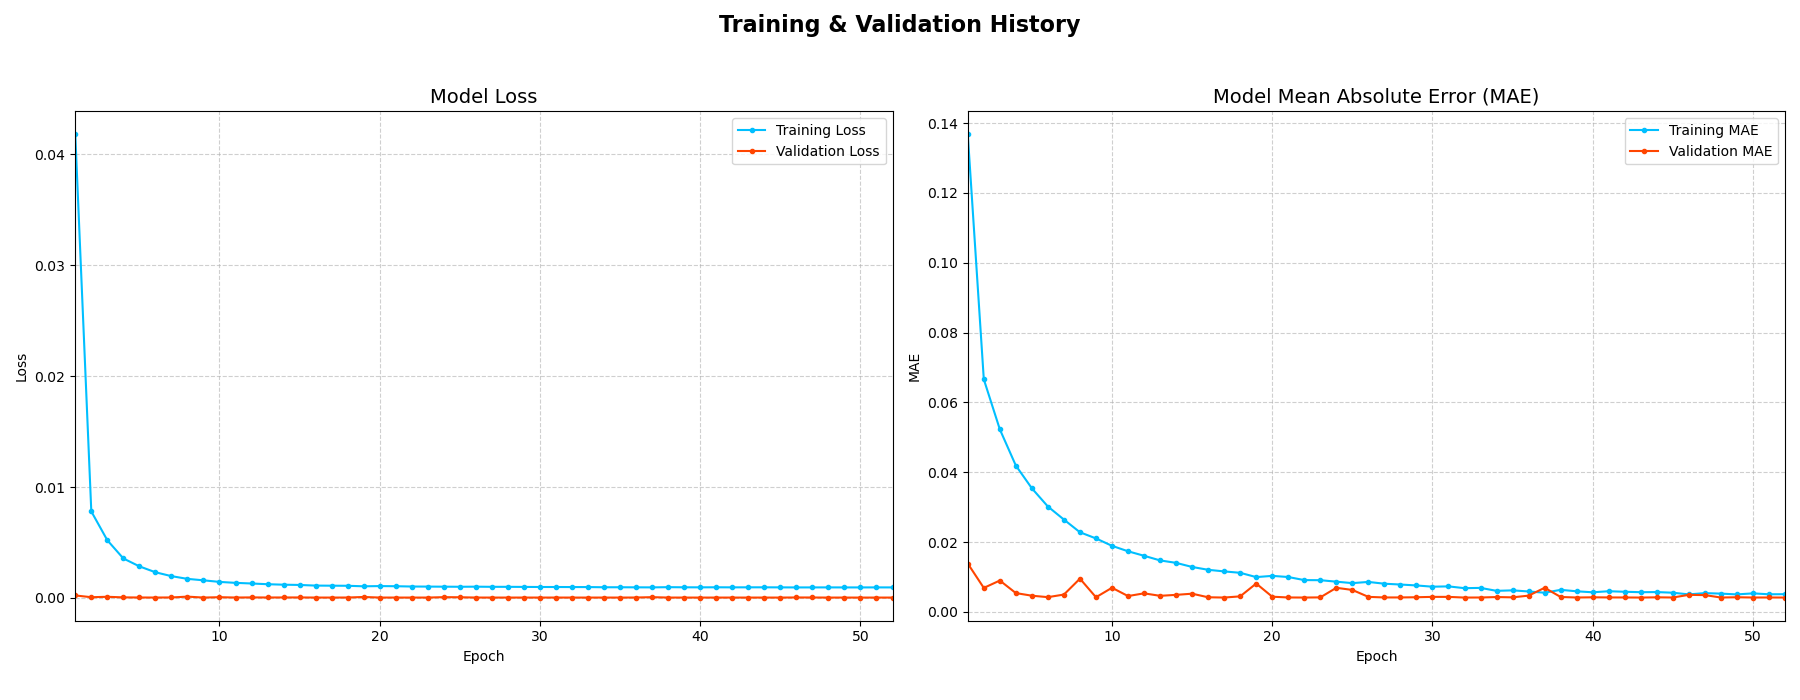 Training & Validation History
Model Loss
Model Mean Absolute Error (MAE)
Training Loss
Validation Loss
Training MAE
Validation MAE
0.04
0.03
0.02
0.01
0.00
Loss
10
20
30
40
50
Epoch
0.14
0.12
0.10
0.08
0.06
0.04
0.02
0.00
MAE
10
20
30
40
50
Epoch